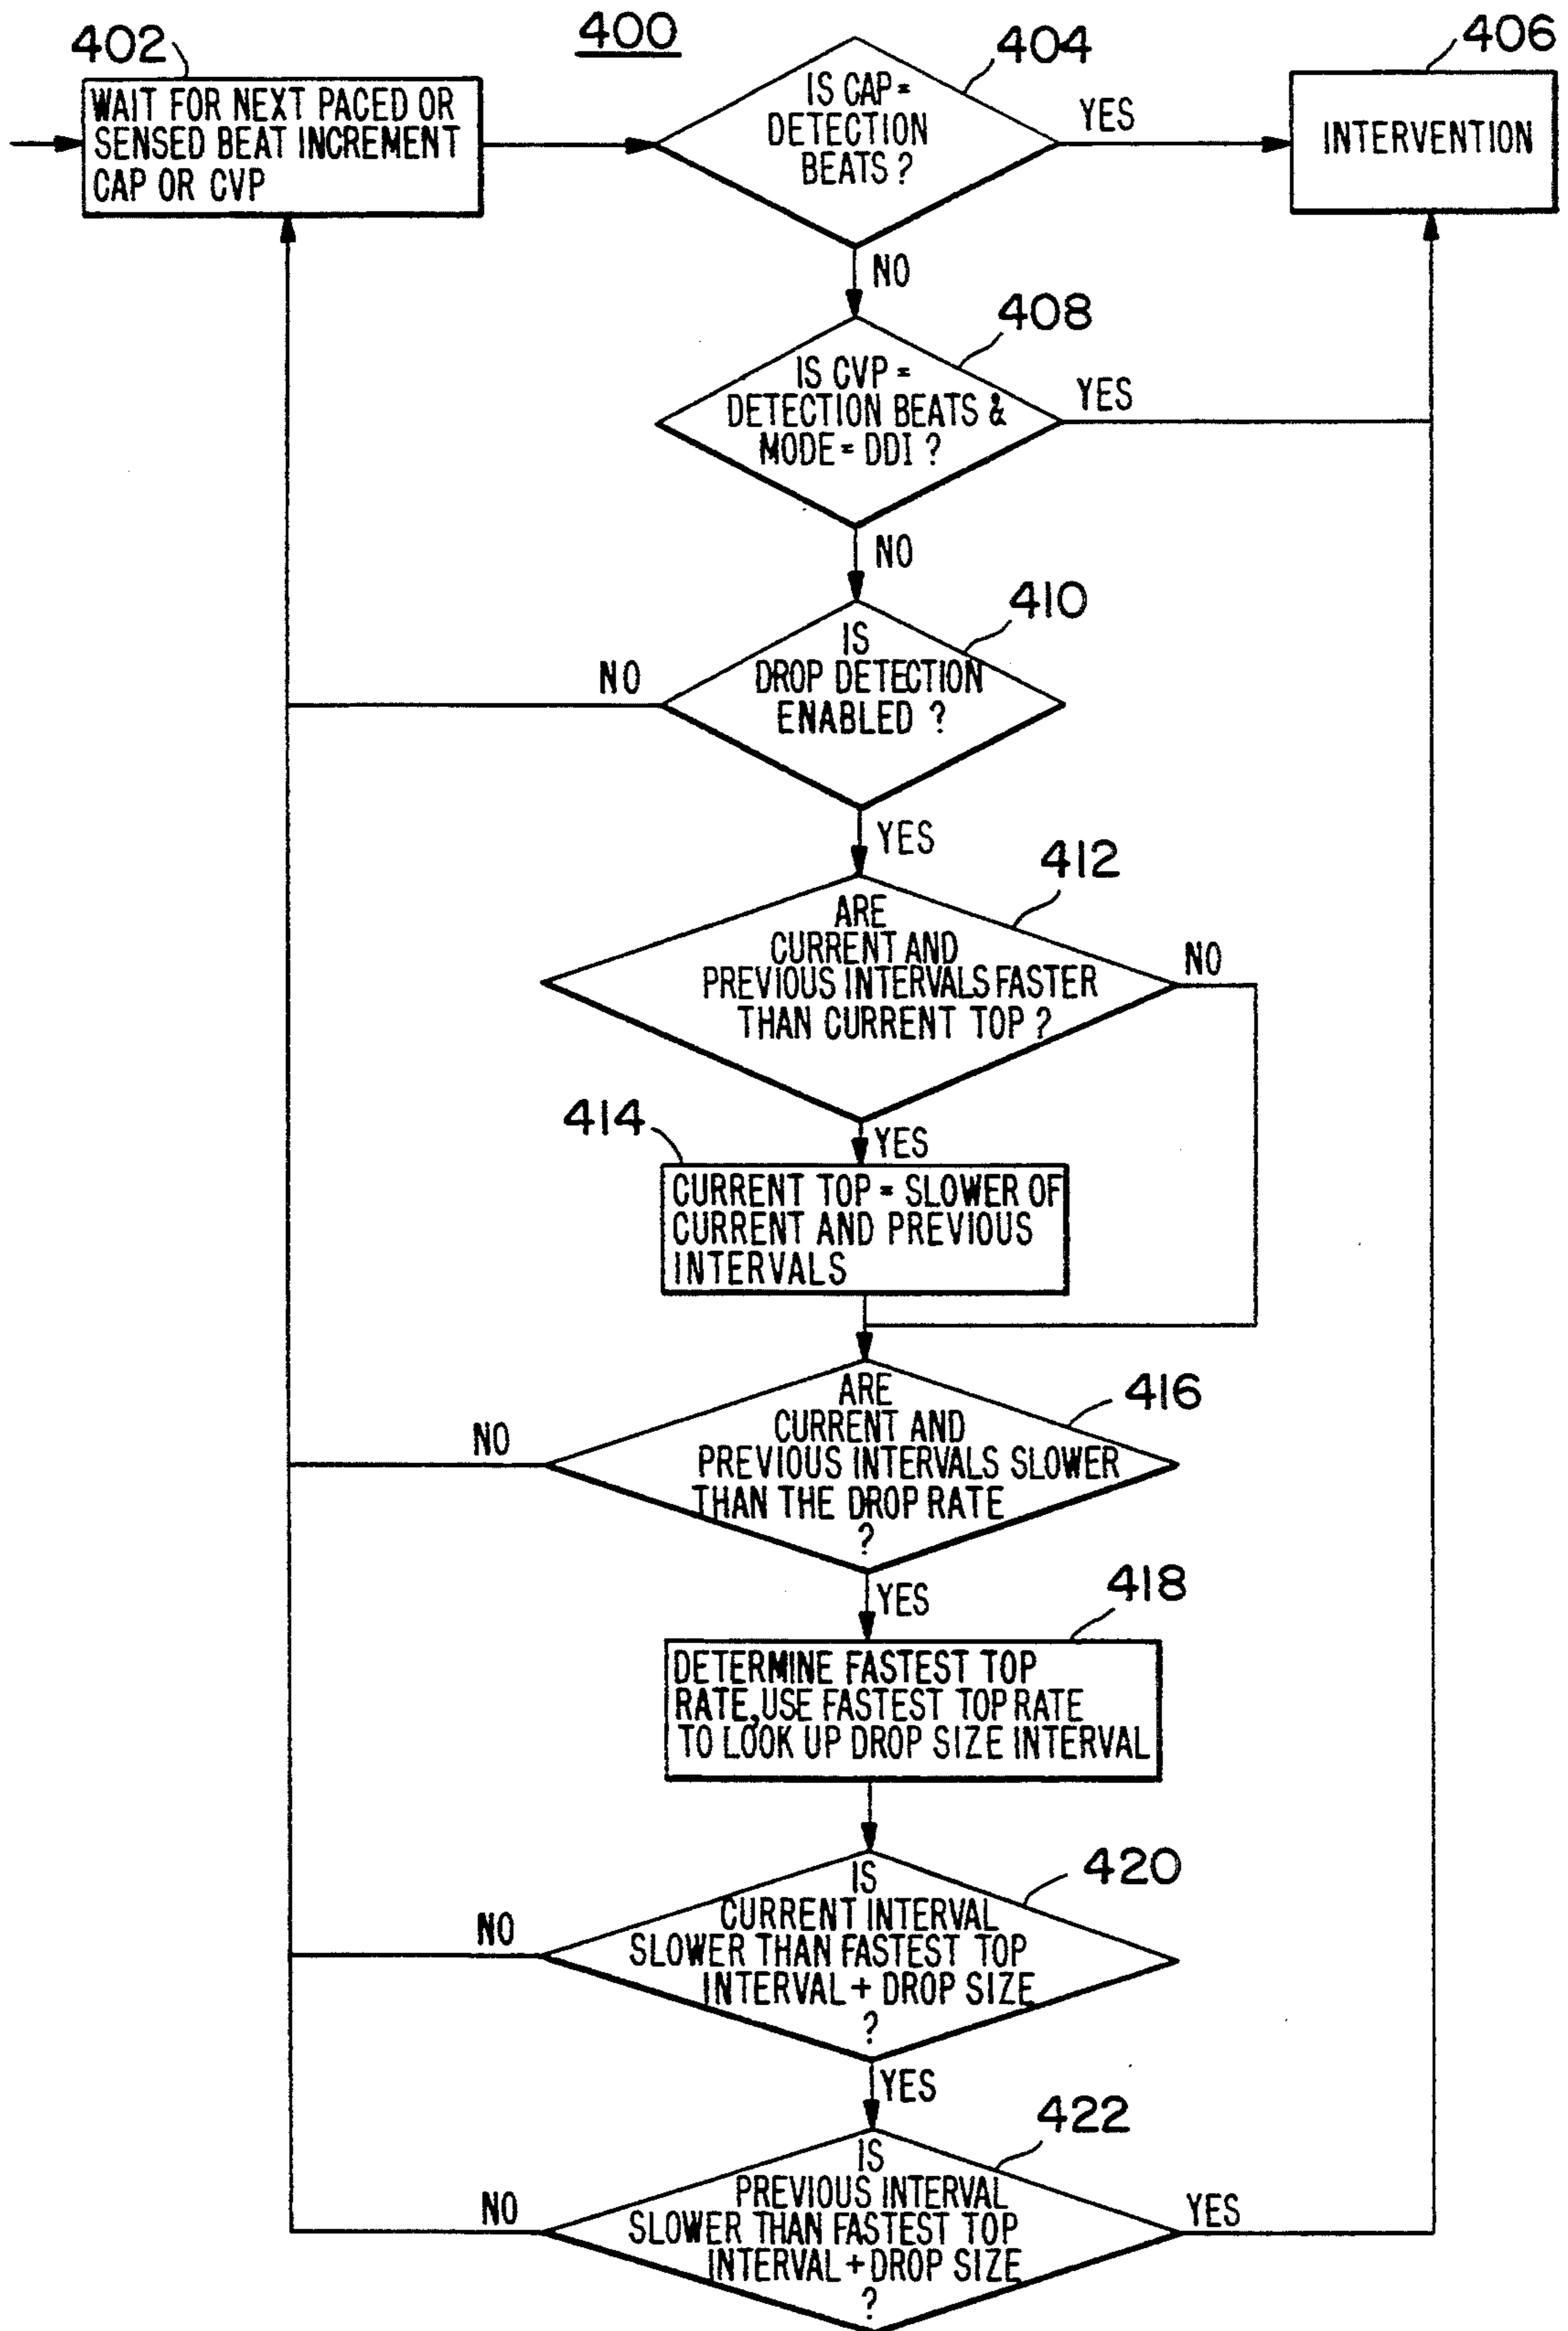 402
400
404
406
WAIT FOR NEXT PACED OR
SENSED BEAT INCREMENT
CAP OR CVP
IS CAP =
DETECTION
BEATS ?
YES
INTERVENTION
NO
408
IS CVP =
DETECTION BEATS &
MODE = DDI ?
YES
NO
410
IS
DROP DETECTION
ENABLED ?
NO
YES
412
ARE
CURRENT AND
PREVIOUS INTERVALS FASTER
THAN CURRENT TOP ?
NO
YES
414
CURRENT TOP = SLOWER OF
CURRENT AND PREVIOUS
INTERVALS
416
ARE
CURRENT AND
PREVIOUS INTERVALS SLOWER
THAN THE DROP RATE
?
NO
YES
418
DETERMINE FASTEST TOP
RATE, USE FASTEST TOP RATE
TO LOOK UP DROP SIZE INTERVAL
420
IS
CURRENT INTERVAL
SLOWER THAN FASTEST TOP
INTERVAL + DROP SIZE
?
NO
YES
422
IS
PREVIOUS INTERVAL
SLOWER THAN FASTEST TOP
INTERVAL + DROP SIZE
?
NO
YES